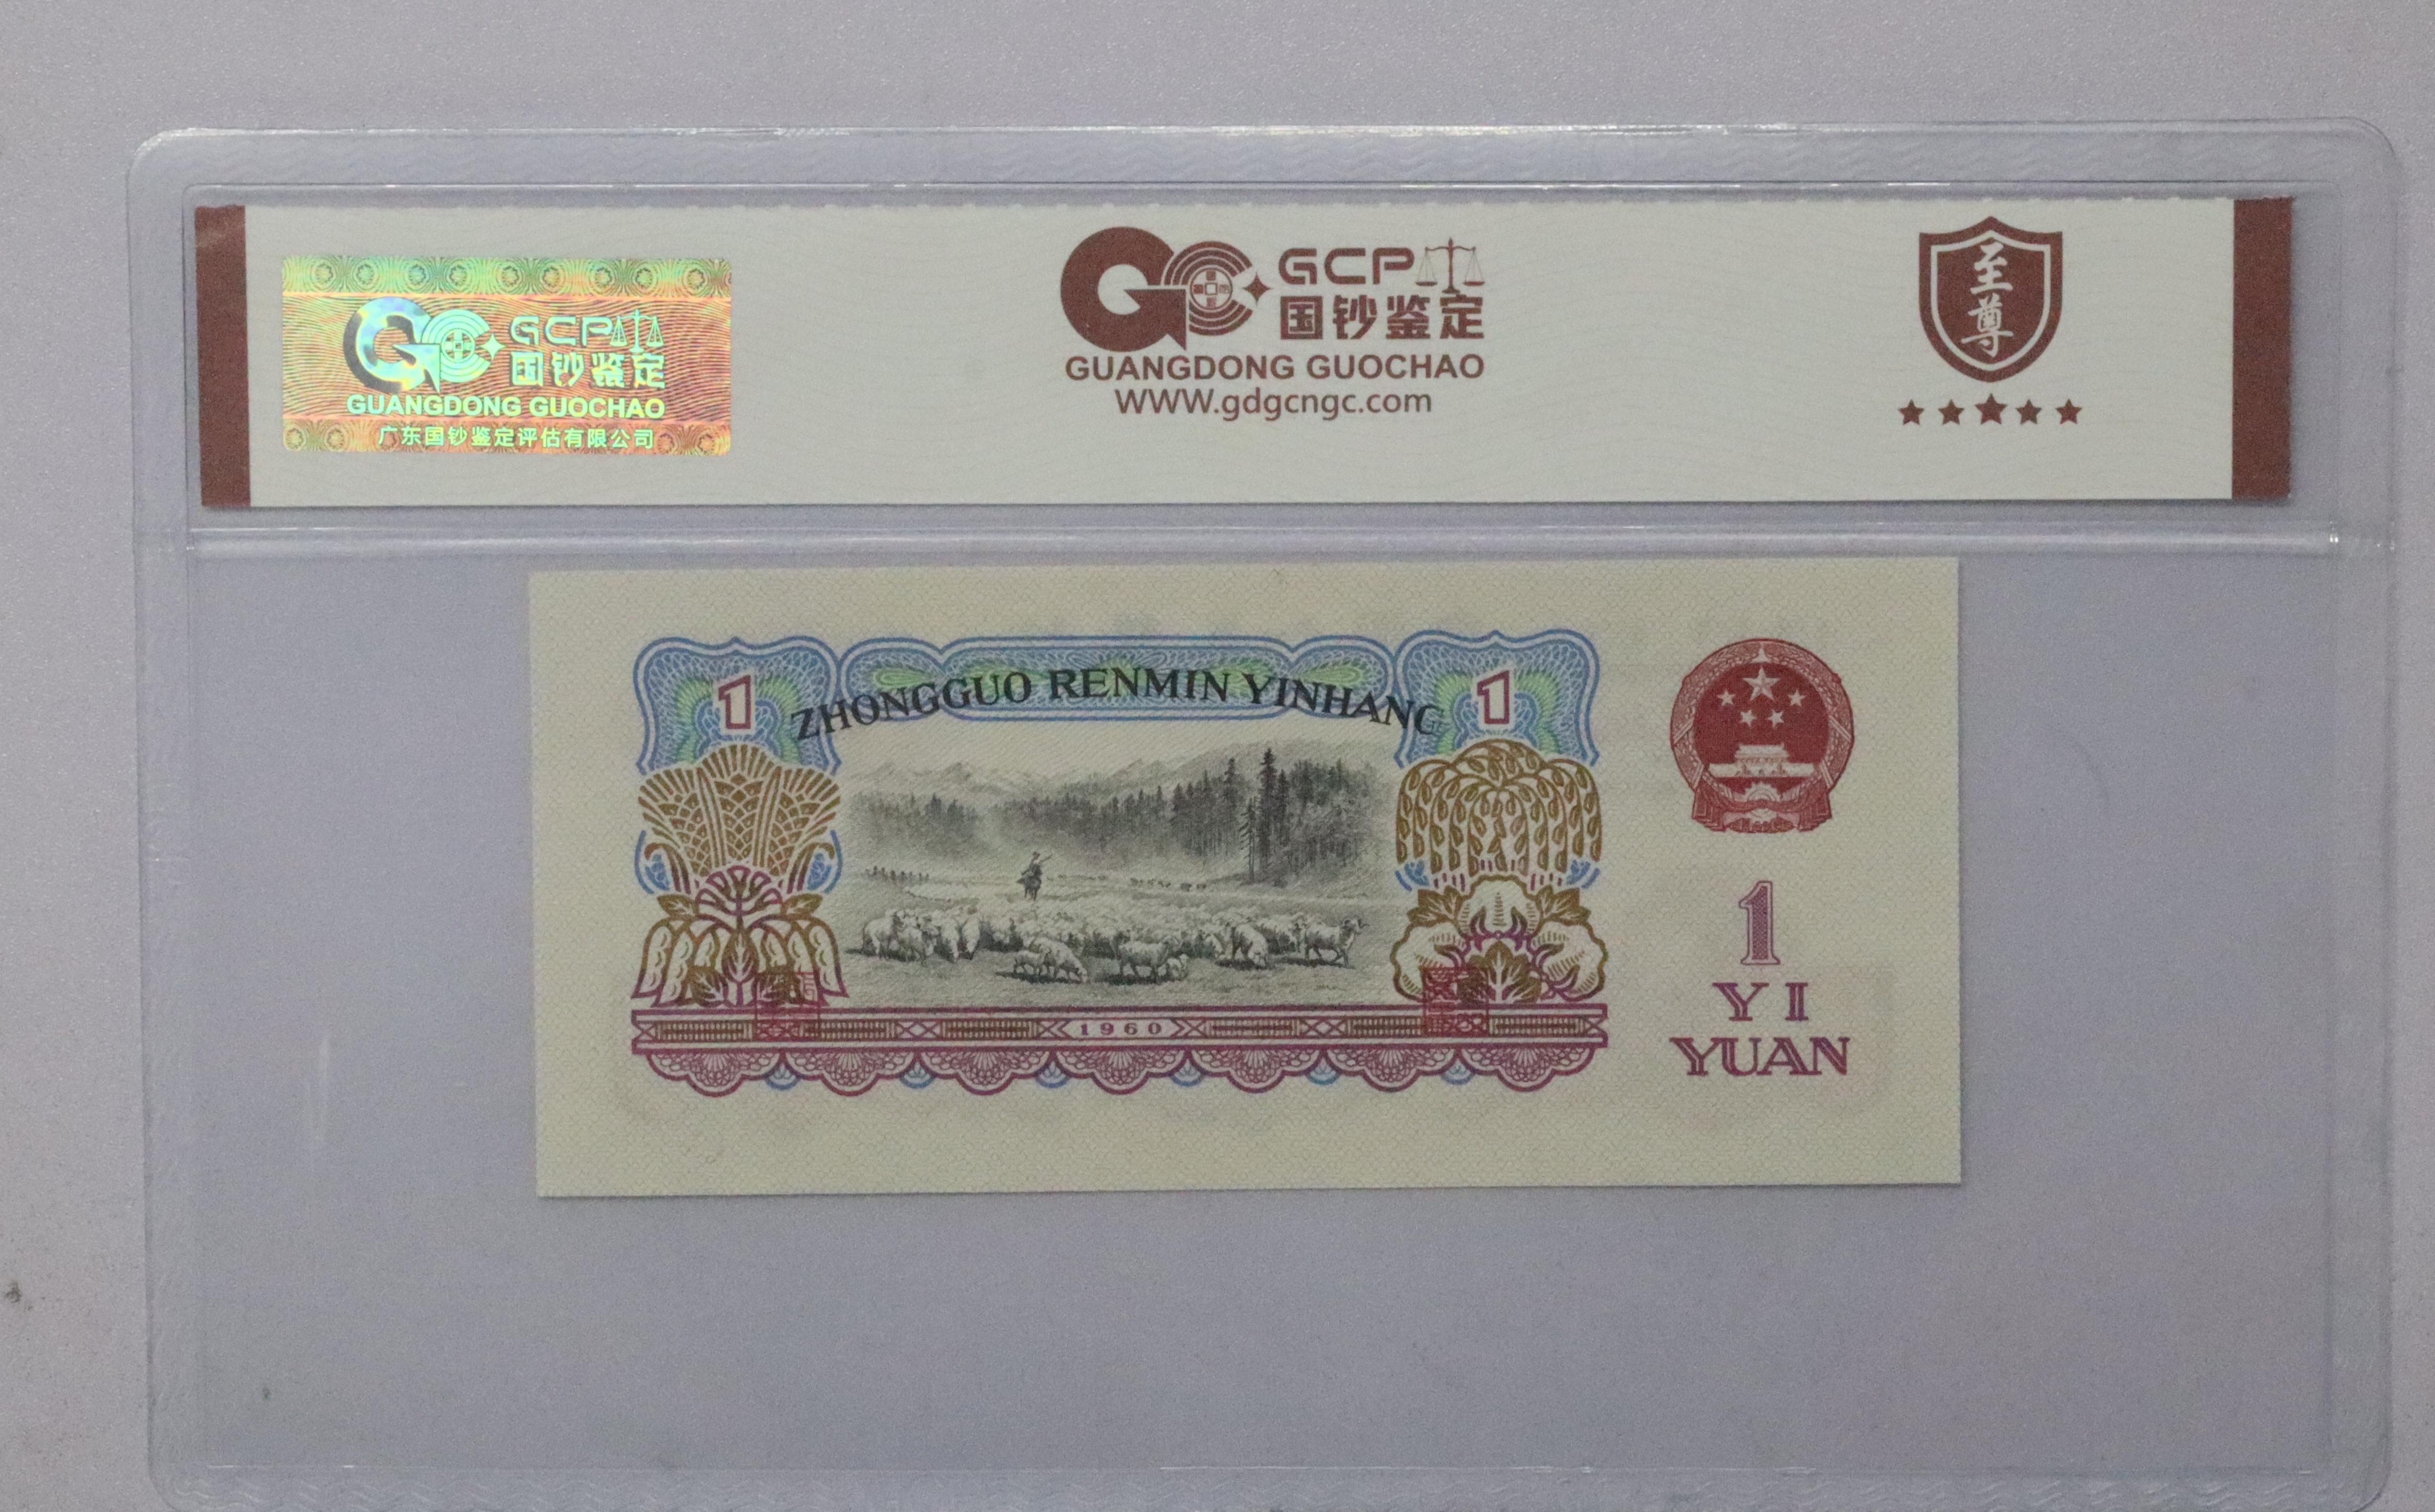 GCP
国钞鉴定
GUANGDONG GUOCHAO
广东国钞鉴定评估有限公司
GCP
国钞鉴定
GUANGDONG GUOCHAO
WWW.gdgcngc.com
至尊
1
ZHONGGUO RENMIN YINHANG
1
1960
1
YI
YUAN